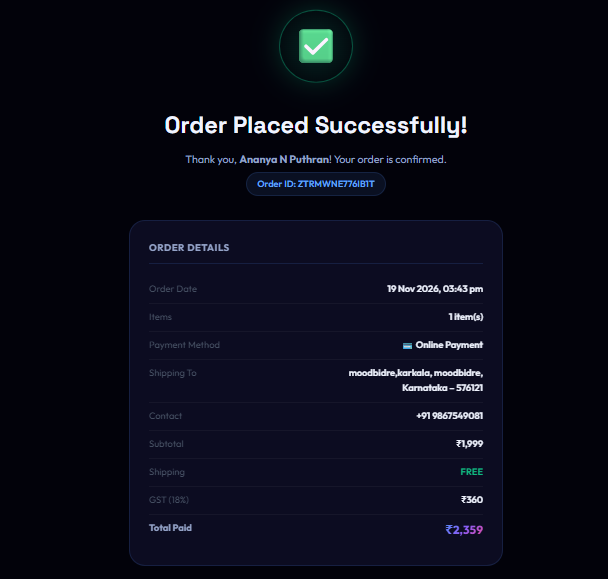 Order Placed Successfully!
Thank you, Ananya N Puthran! Your order is confirmed.
Order ID: ZTRMWNE776IB1T
ORDER DETAILS
Order Date 19 Nov 2026, 03:43 pm
Items 1 item(s)
Payment Method Online Payment
Shipping To moodbidre,karkala, moodbidre,
Karnataka – 576121
Contact +91 9867549081
Subtotal ₹1,999
Shipping FREE
GST (18%) ₹360
Total Paid ₹2,359